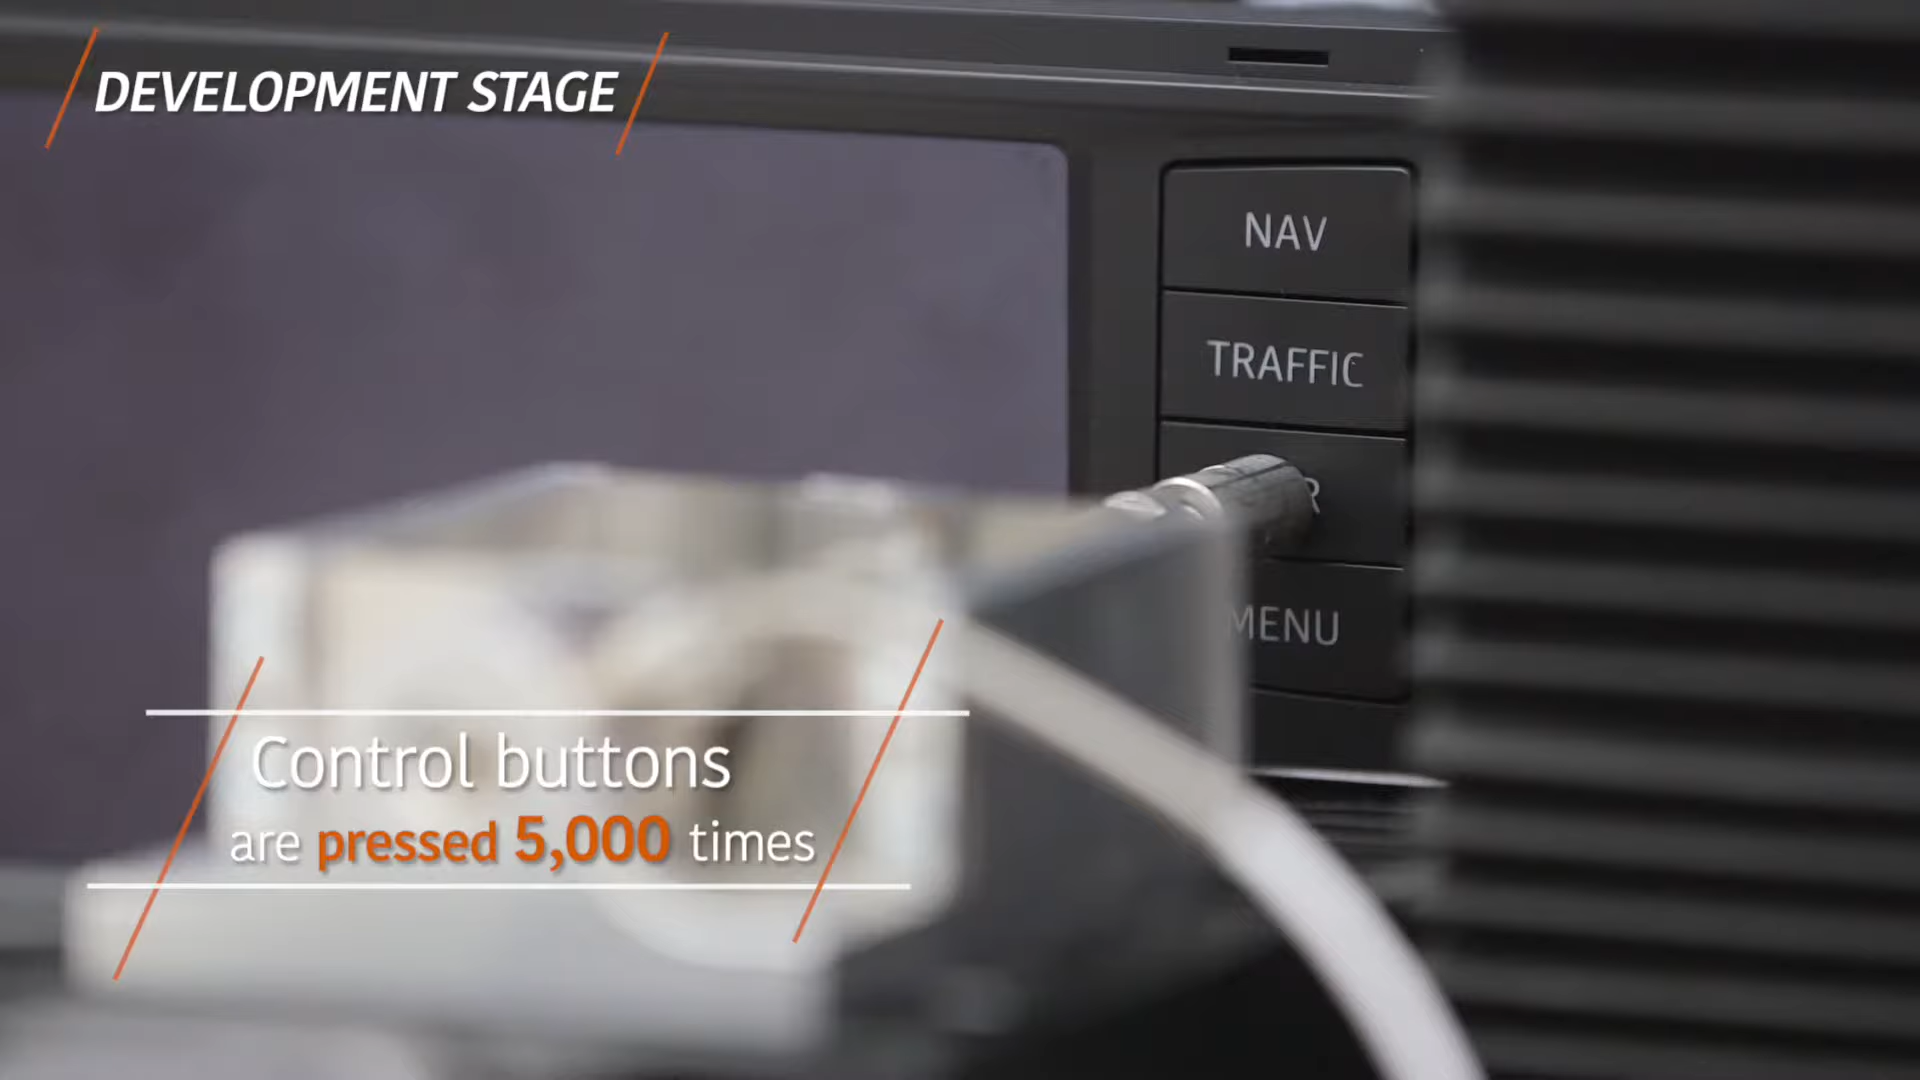 DEVELOPMENT STAGE
NAV
TRAFFIC
MENU
Control buttons
are pressed 5,000 times